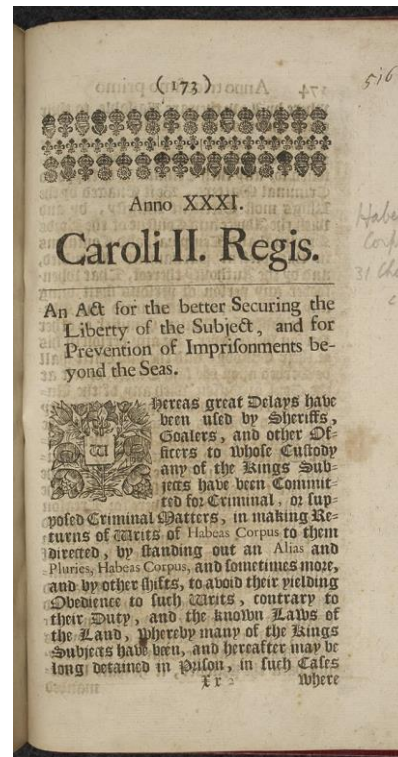 (173)
516
Anno XXXI.
Caroli II. Regis.
Habe
Corp
31 Cha
c
An Act for the better Securing the
Liberty of the Subject, and for
Prevention of Impriſonments be-
yond the Seas.
Whereas great Delays have
been uſed by Sheriffs,
Goalers, and other Of-
ficers to whoſe Cuſtody
any of the Kings Sub-
jects have been Commit-
ted for Criminal, or ſup-
poſed Criminal Matters, in making Re-
turns of Writs of Habeas Corpus to them
directed, by ſtanding out an Alias and
Pluries, Habeas Corpus, and ſometimes more,
and by other ſhifts, to avoid their yielding
Obedience to ſuch Writs, contrary to
their Duty, and the known Laws of
the Land, whereby many of the Kings
Subjects have been, and hereafter may be
long detained in Priſon, in ſuch Caſes
X x 2 where